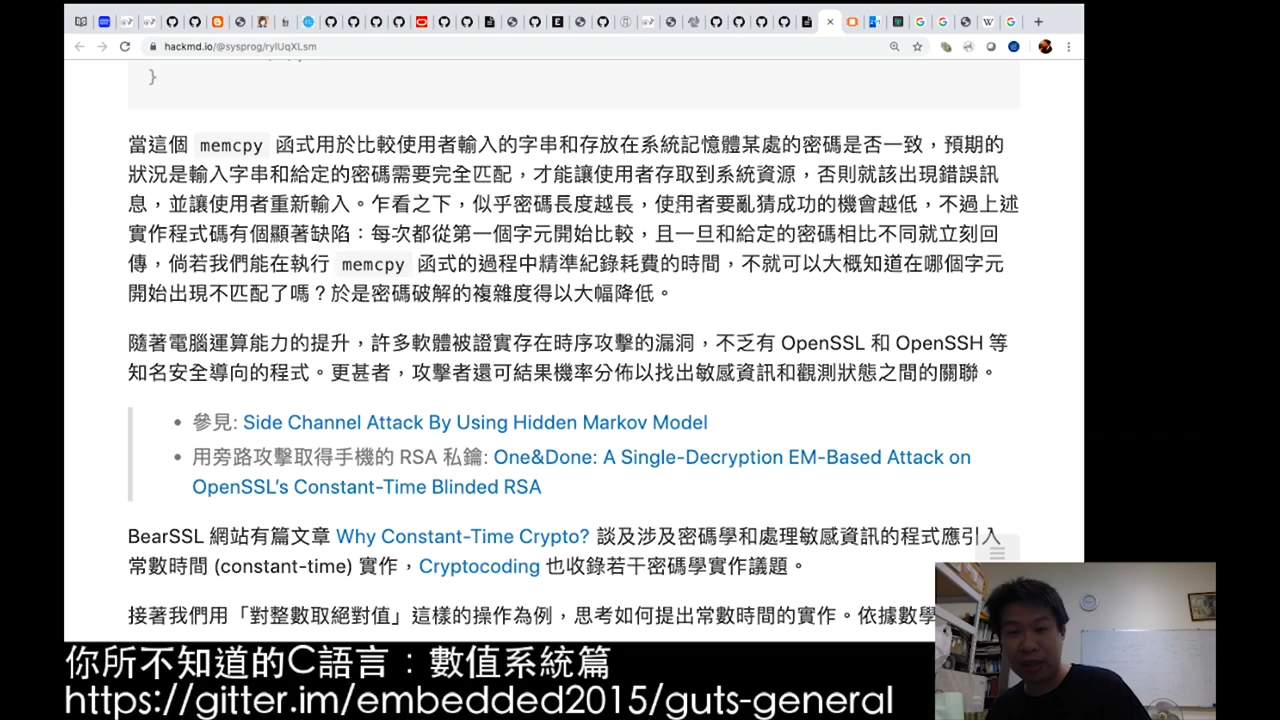 hackmd.io/@sysprog/rylUqXLsm
}
當這個 memcpy 函式用於比較使用者輸入的字串和存放在系統記憶體某處的密碼是否一致，預期的
狀況是輸入字串和給定的密碼需要完全匹配，才能讓使用者存取到系統資源，否則就該出現錯誤訊
息，並讓使用者重新輸入。乍看之下，似乎密碼長度越長，使用者要亂猜成功的機會越低，不過上述
實作程式碼有個顯著缺陷：每次都從第一個字元開始比較，且一旦和給定的密碼相比不同就立刻回
傳，倘若我們能在執行 memcpy 函式的過程中精準紀錄耗費的時間，不就可以大概知道在哪個字元
開始出現不匹配了嗎？於是密碼破解的複雜度得以大幅降低。
隨著電腦運算能力的提升，許多軟體被證實存在時序攻擊的漏洞，不乏有 OpenSSL 和 OpenSSH 等
知名安全導向的程式。更甚者，攻擊者還可結果機率分佈以找出敏感資訊和觀測狀態之間的關聯。
• 參見: Side Channel Attack By Using Hidden Markov Model
• 用旁路攻擊取得手機的 RSA 私鑰: One&Done: A Single-Decryption EM-Based Attack on
OpenSSL's Constant-Time Blinded RSA
BearSSL 網站有篇文章 Why Constant-Time Crypto? 談及涉及密碼學和處理敏感資訊的程式應引入
常數時間 (constant-time) 實作，Cryptocoding 也收錄若干密碼學實作議題。
接著我們用「對整數取絕對值」這樣的操作為例，思考如何提出常數時間的實作。依據數學
你所不知道的C語言：數值系統篇
https://gitter.im/embedded2015/guts-general